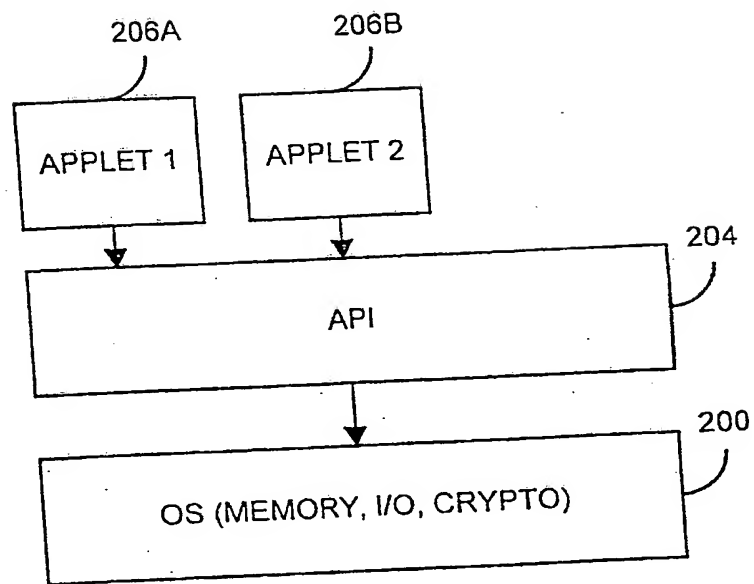 206A
206B
APPLET 1
APPLET 2
204
API
200
OS (MEMORY, I/O, CRYPTO)